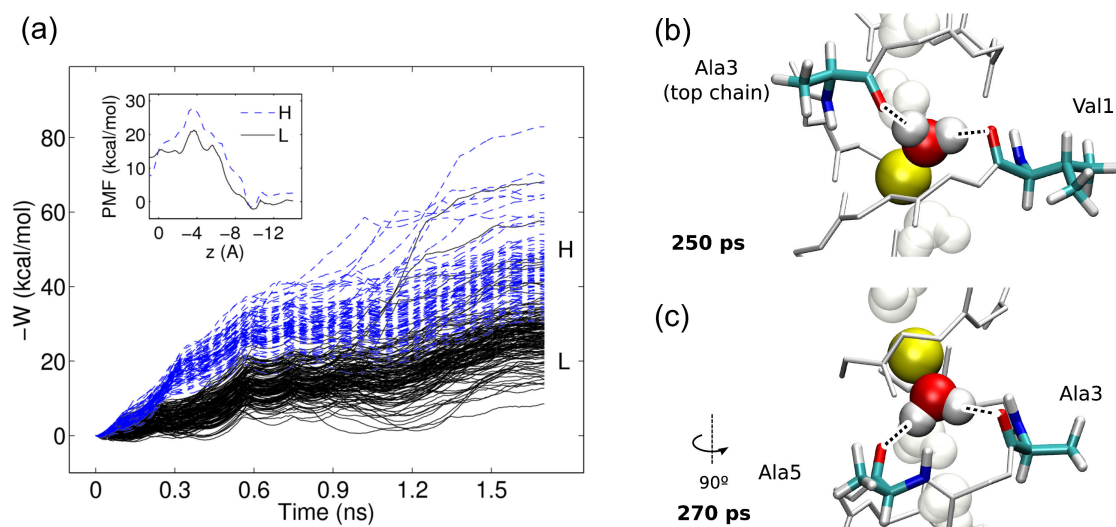 (a)
−W (kcal/mol)
80
60
40
20
0
0
0.3
0.6
0.9
1.2
1.5
Time (ns)
H
L
PMF (kcal/mol)
30
20
10
0
0
−4
−8
−12
z (A)
H
L
(b)
Ala3
(top chain)
Val1
250 ps
(c)
Ala3
90º
Ala5
270 ps